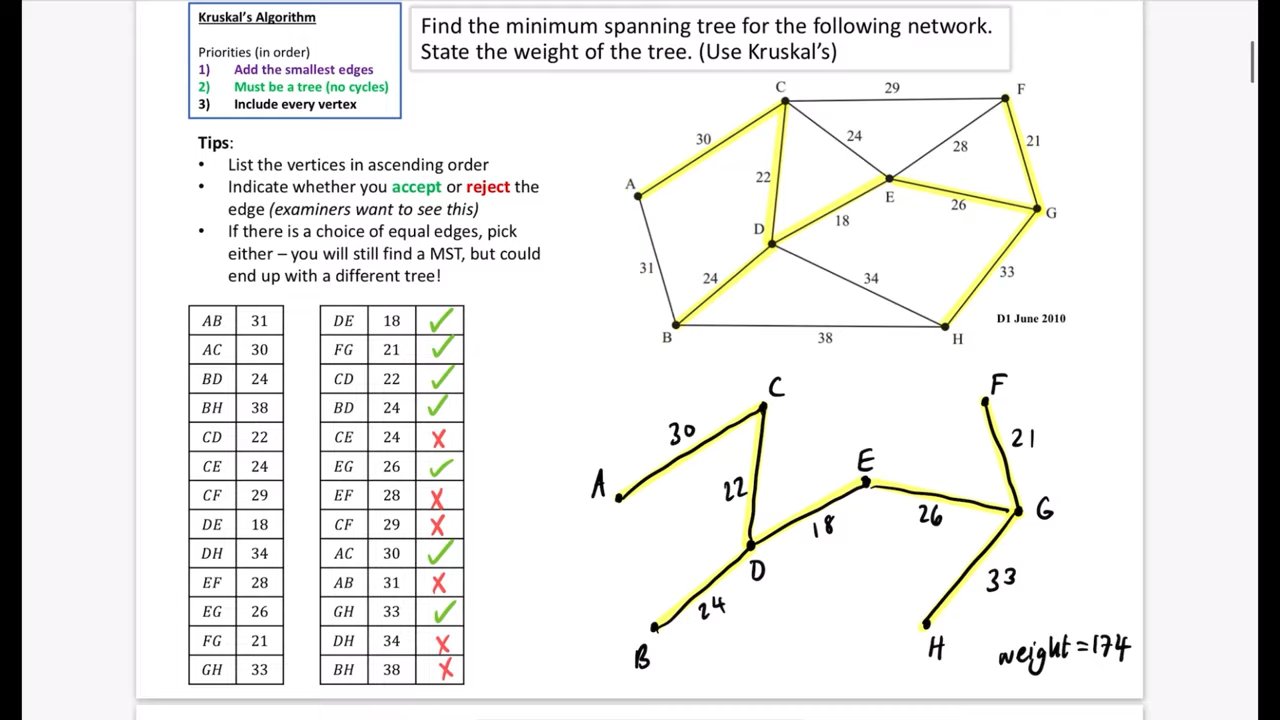 Kruskal's Algorithm
Priorities (in order)
1) Add the smallest edges
2) Must be a tree (no cycles)
3) Include every vertex
Find the minimum spanning tree for the following network.
State the weight of the tree. (Use Kruskal's)
Tips:
• List the vertices in ascending order
• Indicate whether you accept or reject the
edge (examiners want to see this)
• If there is a choice of equal edges, pick
either – you will still find a MST, but could
end up with a different tree!
C
29
F
30
24
28
21
A
22
E
26
G
D
18
31
24
34
33
B
38
H
D1 June 2010
AB 31
AC 30
BD 24
BH 38
CD 22
CE 24
CF 29
DE 18
DH 34
EF 28
EG 26
FG 21
GH 33
DE 18 ✓
FG 21 ✓
CD 22 ✓
BD 24 ✓
CE 24 ✗
EG 26 ✓
EF 28 ✗
CF 29 ✗
AC 30 ✓
AB 31 ✗
GH 33 ✓
DH 34 ✗
BH 38 ✗
C
F
30
21
A
22
E
26
G
18
D
24
33
B
H
weight = 174